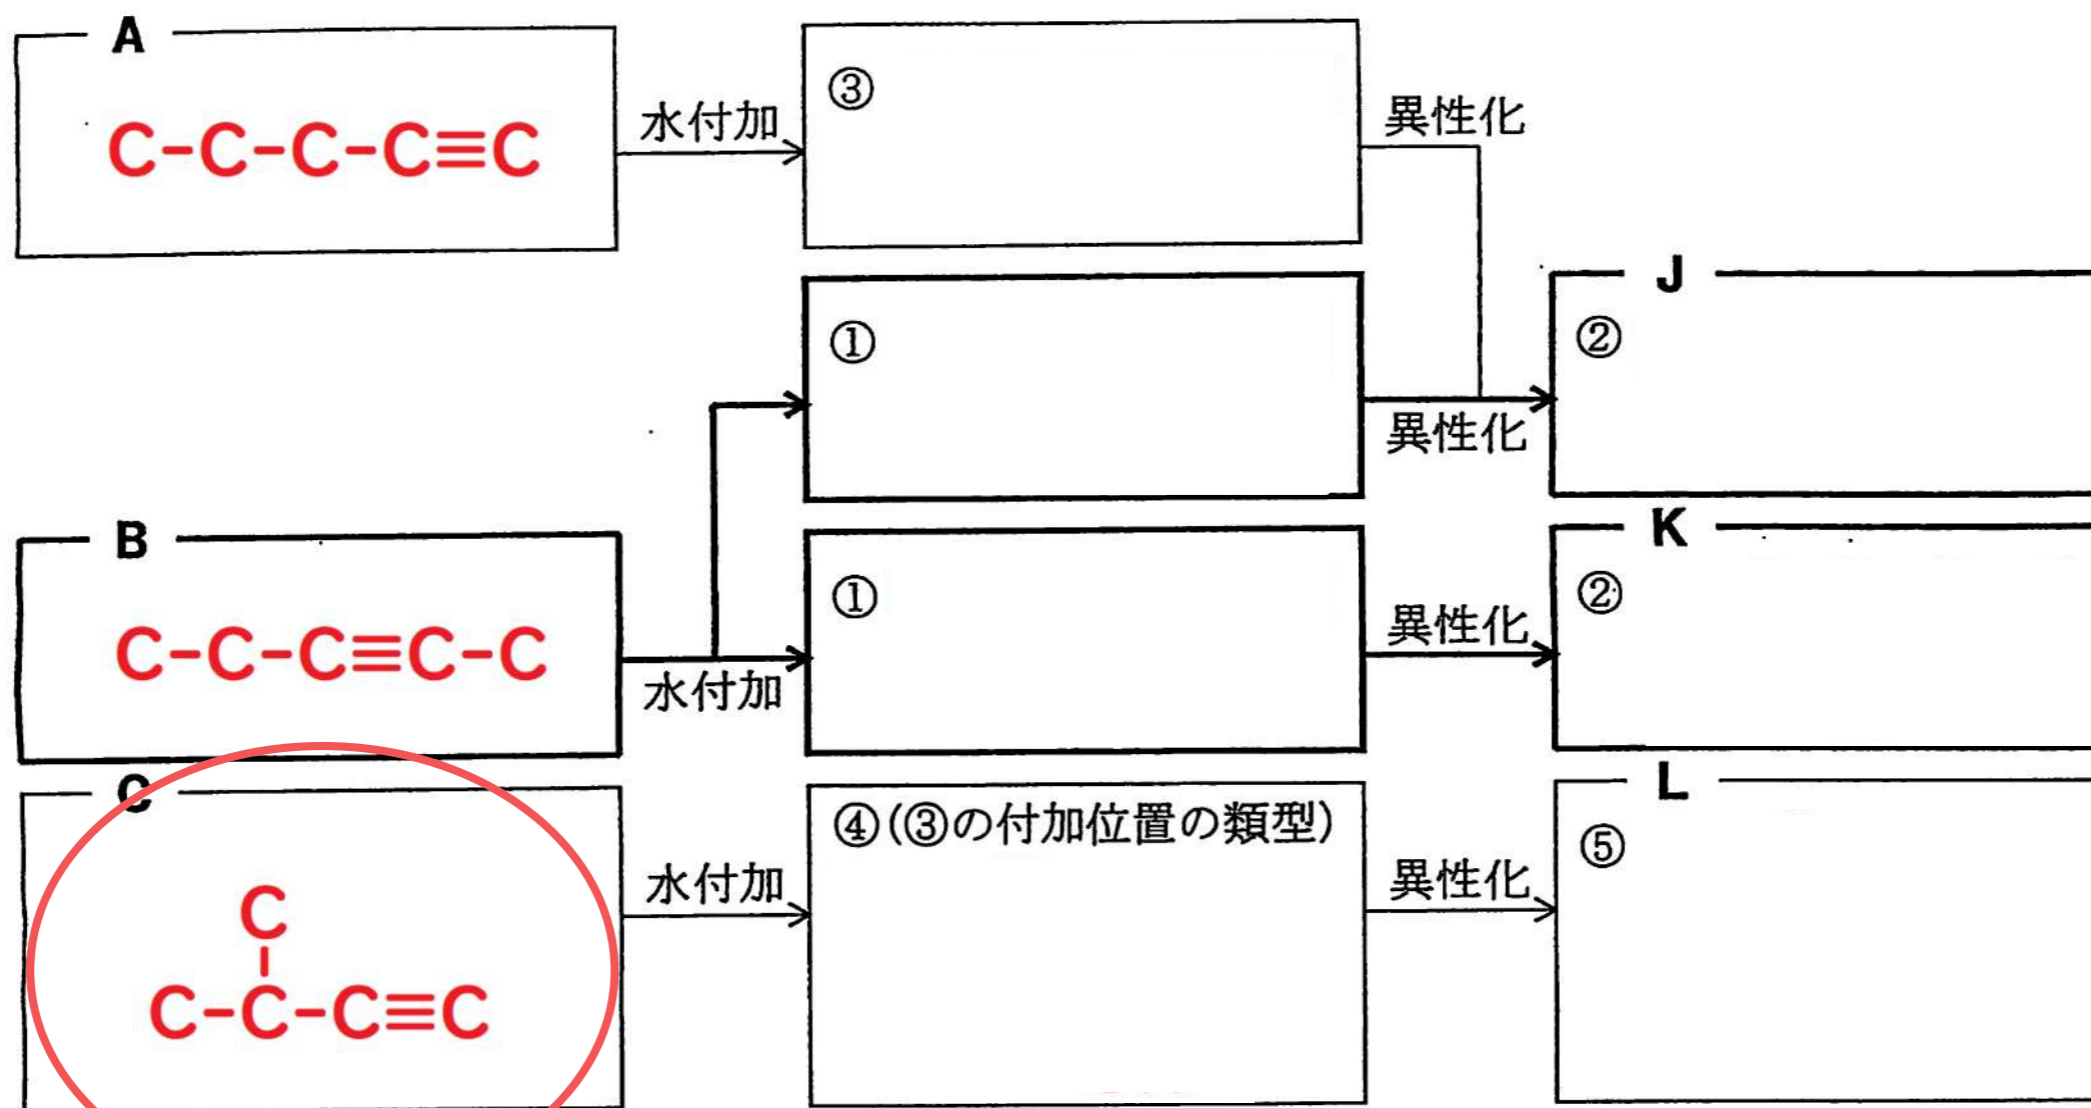 A
C-C-C-C≡C
水付加
③
異性化
①
異性化
J
②
B
C-C-C≡C-C
水付加
①
異性化
K
②
C
C
C-C-C≡C
水付加
④(③の付加位置の類型)
異性化
L
⑤